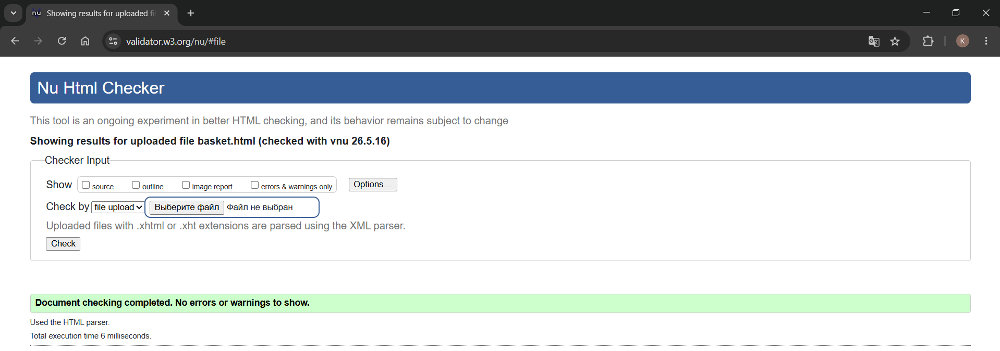 nu Showing results for uploaded fi
validator.w3.org/nu/#file
K
Nu Html Checker
This tool is an ongoing experiment in better HTML checking, and its behavior remains subject to change
Showing results for uploaded file basket.html (checked with vnu 26.5.16)
Checker Input
Show source outline image report errors & warnings only Options...
Check by file upload Выберите файл Файл не выбран
Uploaded files with .xhtml or .xht extensions are parsed using the XML parser.
Check
Document checking completed. No errors or warnings to show.
Used the HTML parser.
Total execution time 6 milliseconds.